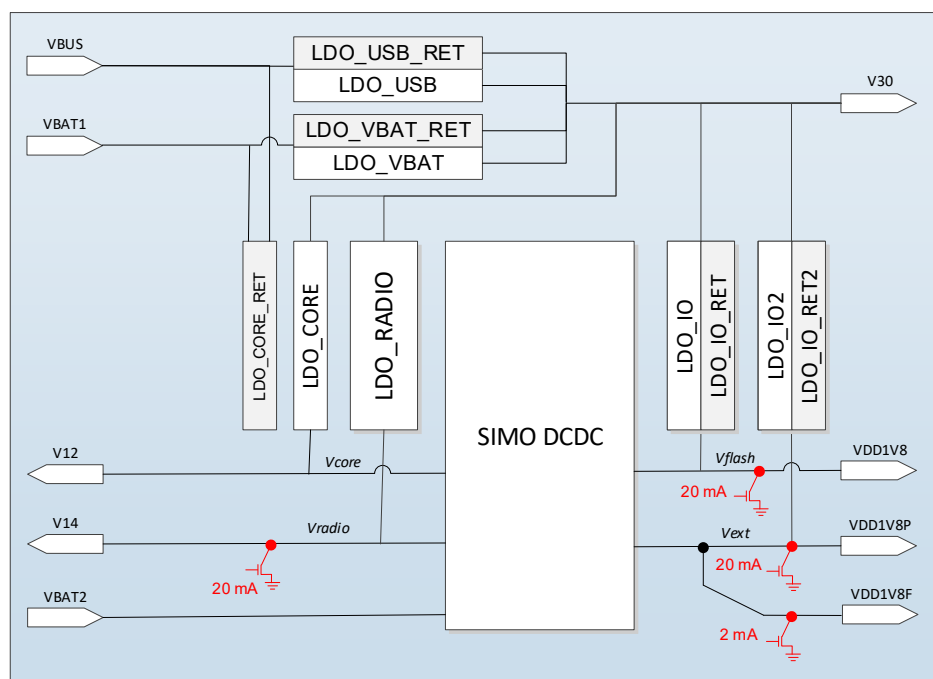 VBUS
LDO_USB_RET
LDO_USB
V30
VBAT1
LDO_VBAT_RET
LDO_VBAT
LDO_CORE_RET
LDO_CORE
LDO_RADIO
SIMO DCDC
LDO_IO
LDO_IO_RET
LDO_IO2
LDO_IO_RET2
V12
Vcore
Vflash
VDD1V8
20 mA
V14
Vradio
Vext
VDD1V8P
20 mA
20 mA
VBAT2
VDD1V8F
2 mA